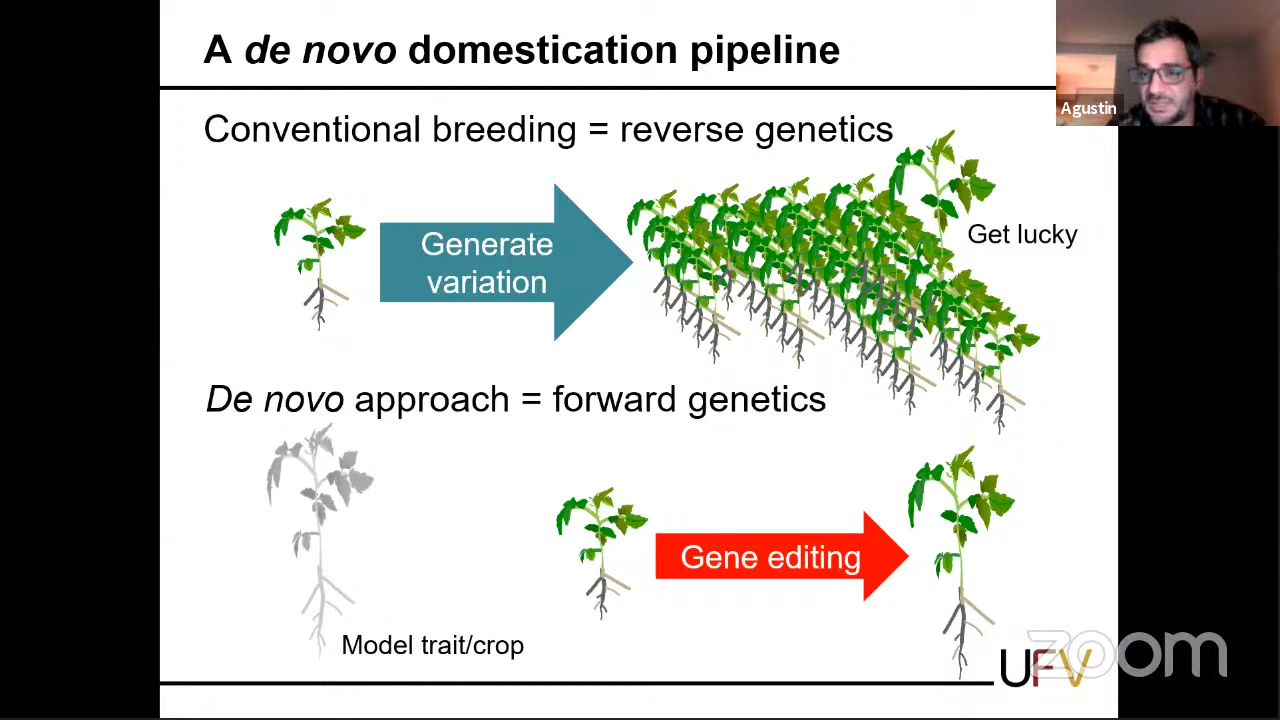 A de novo domestication pipeline
Agustin
Conventional breeding = reverse genetics
Generate
variation
Get lucky
De novo approach = forward genetics
Gene editing
Model trait/crop
UFV
zoom